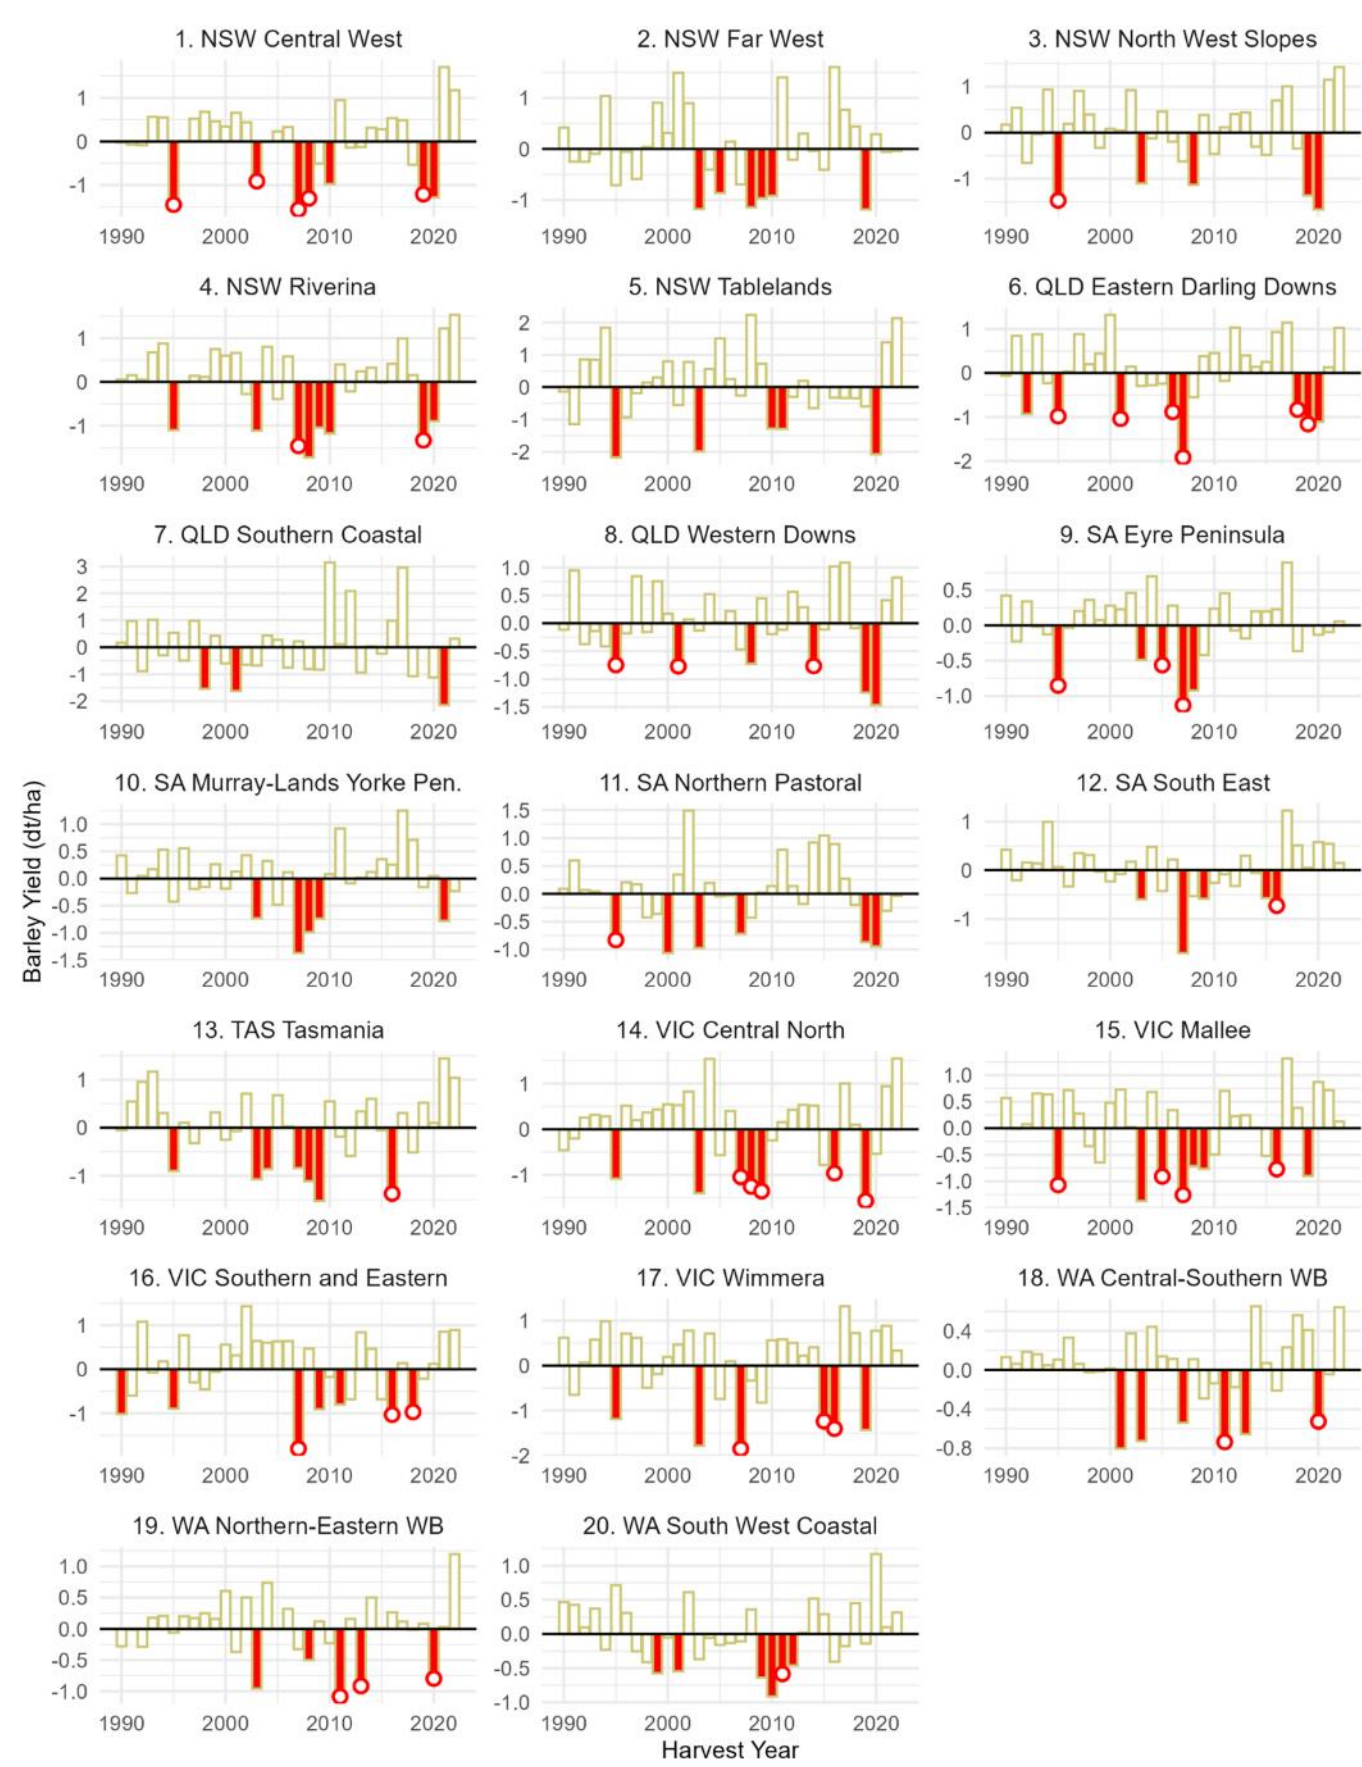 1. NSW Central West
2. NSW Far West
3. NSW North West Slopes
1
0
-1
1990 2000 2010 2020
1
0
-1
1990 2000 2010 2020
1
0
-1
1990 2000 2010 2020
4. NSW Riverina
5. NSW Tablelands
6. QLD Eastern Darling Downs
1
0
-1
1990 2000 2010 2020
2
1
0
-1
-2
1990 2000 2010 2020
1
0
-1
-2
1990 2000 2010 2020
7. QLD Southern Coastal
8. QLD Western Downs
9. SA Eyre Peninsula
3
2
1
0
-1
-2
1990 2000 2010 2020
1.0
0.5
0.0
-0.5
-1.0
-1.5
1990 2000 2010 2020
0.5
0.0
-0.5
-1.0
1990 2000 2010 2020
Barley Yield (dt/ha)
10. SA Murray-Lands Yorke Pen.
11. SA Northern Pastoral
12. SA South East
1.0
0.5
0.0
-0.5
-1.0
-1.5
1990 2000 2010 2020
1.5
1.0
0.5
0.0
-0.5
-1.0
1990 2000 2010 2020
1
0
-1
1990 2000 2010 2020
13. TAS Tasmania
14. VIC Central North
15. VIC Mallee
1
0
-1
1990 2000 2010 2020
1
0
-1
1990 2000 2010 2020
1.0
0.5
0.0
-0.5
-1.0
-1.5
1990 2000 2010 2020
16. VIC Southern and Eastern
17. VIC Wimmera
18. WA Central-Southern WB
1
0
-1
1990 2000 2010 2020
1
0
-1
-2
1990 2000 2010 2020
0.4
0.0
-0.4
-0.8
1990 2000 2010 2020
19. WA Northern-Eastern WB
20. WA South West Coastal
1.0
0.5
0.0
-0.5
-1.0
1990 2000 2010 2020
1.0
0.5
0.0
-0.5
-1.0
1990 2000 2010 2020
Harvest Year